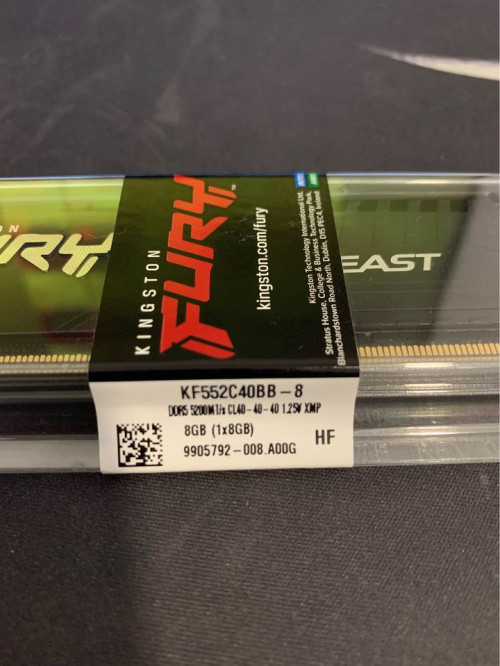 ON
FURY
KINGSTON
FURY
™
kingston.com/fury
Kingston Technology International Ltd,
Stratus House, College & Business Technology Park,
Blanchardstown Road North, Dublin, D15 PEC4, Ireland
EAST
KF552C40BB-8
DDR5 5200MT/s CL40-40-40 1.25V XMP
8GB (1x8GB)
9905792-008.A00G
HF